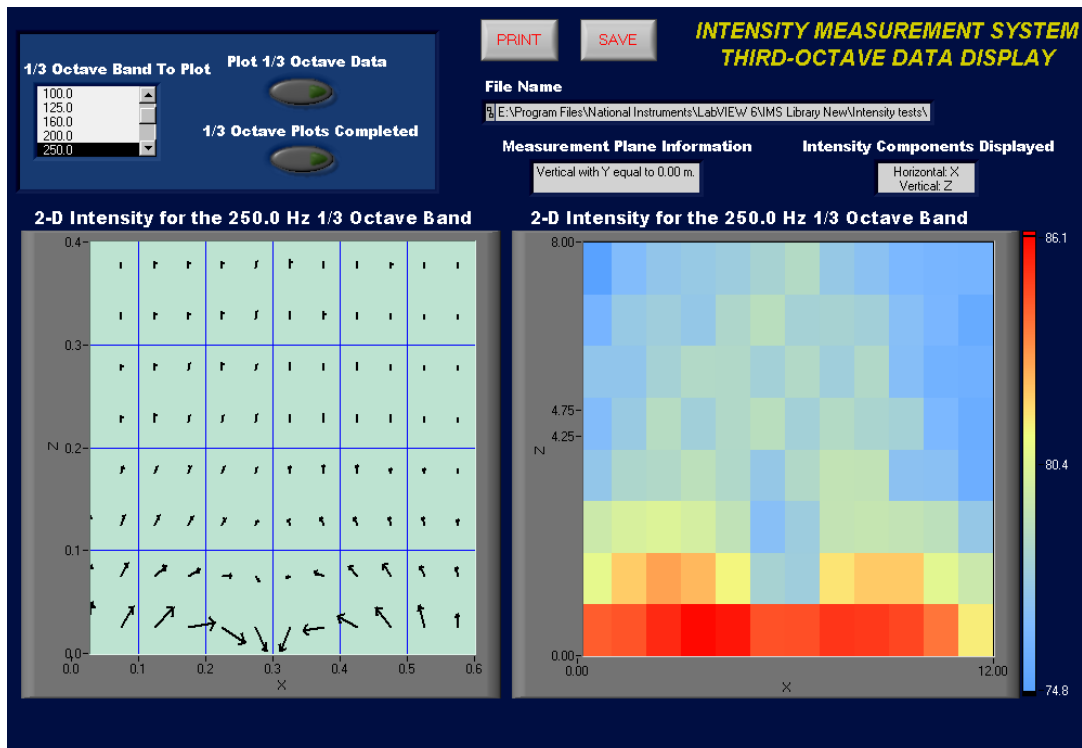 INTENSITY MEASUREMENT SYSTEM
THIRD-OCTAVE DATA DISPLAY
PRINT
SAVE
1/3 Octave Band To Plot
100.0
125.0
160.0
200.0
250.0
Plot 1/3 Octave Data
1/3 Octave Plots Completed
File Name
E:\Program Files\National Instruments\LabVIEW 6\IMS Library New\Intensity tests\
Measurement Plane Information
Vertical with Y equal to 0.00 m.
Intensity Components Displayed
Horizontal: X
Vertical: Z
2-D Intensity for the 250.0 Hz 1/3 Octave Band
0.4
0.3
0.2
0.1
0.0
Z
0.0 0.1 0.2 0.3 0.4 0.5 0.6
X
2-D Intensity for the 250.0 Hz 1/3 Octave Band
8.00
4.75
4.25
0.00
Z
0.00 12.00
X
86.1
80.4
74.8